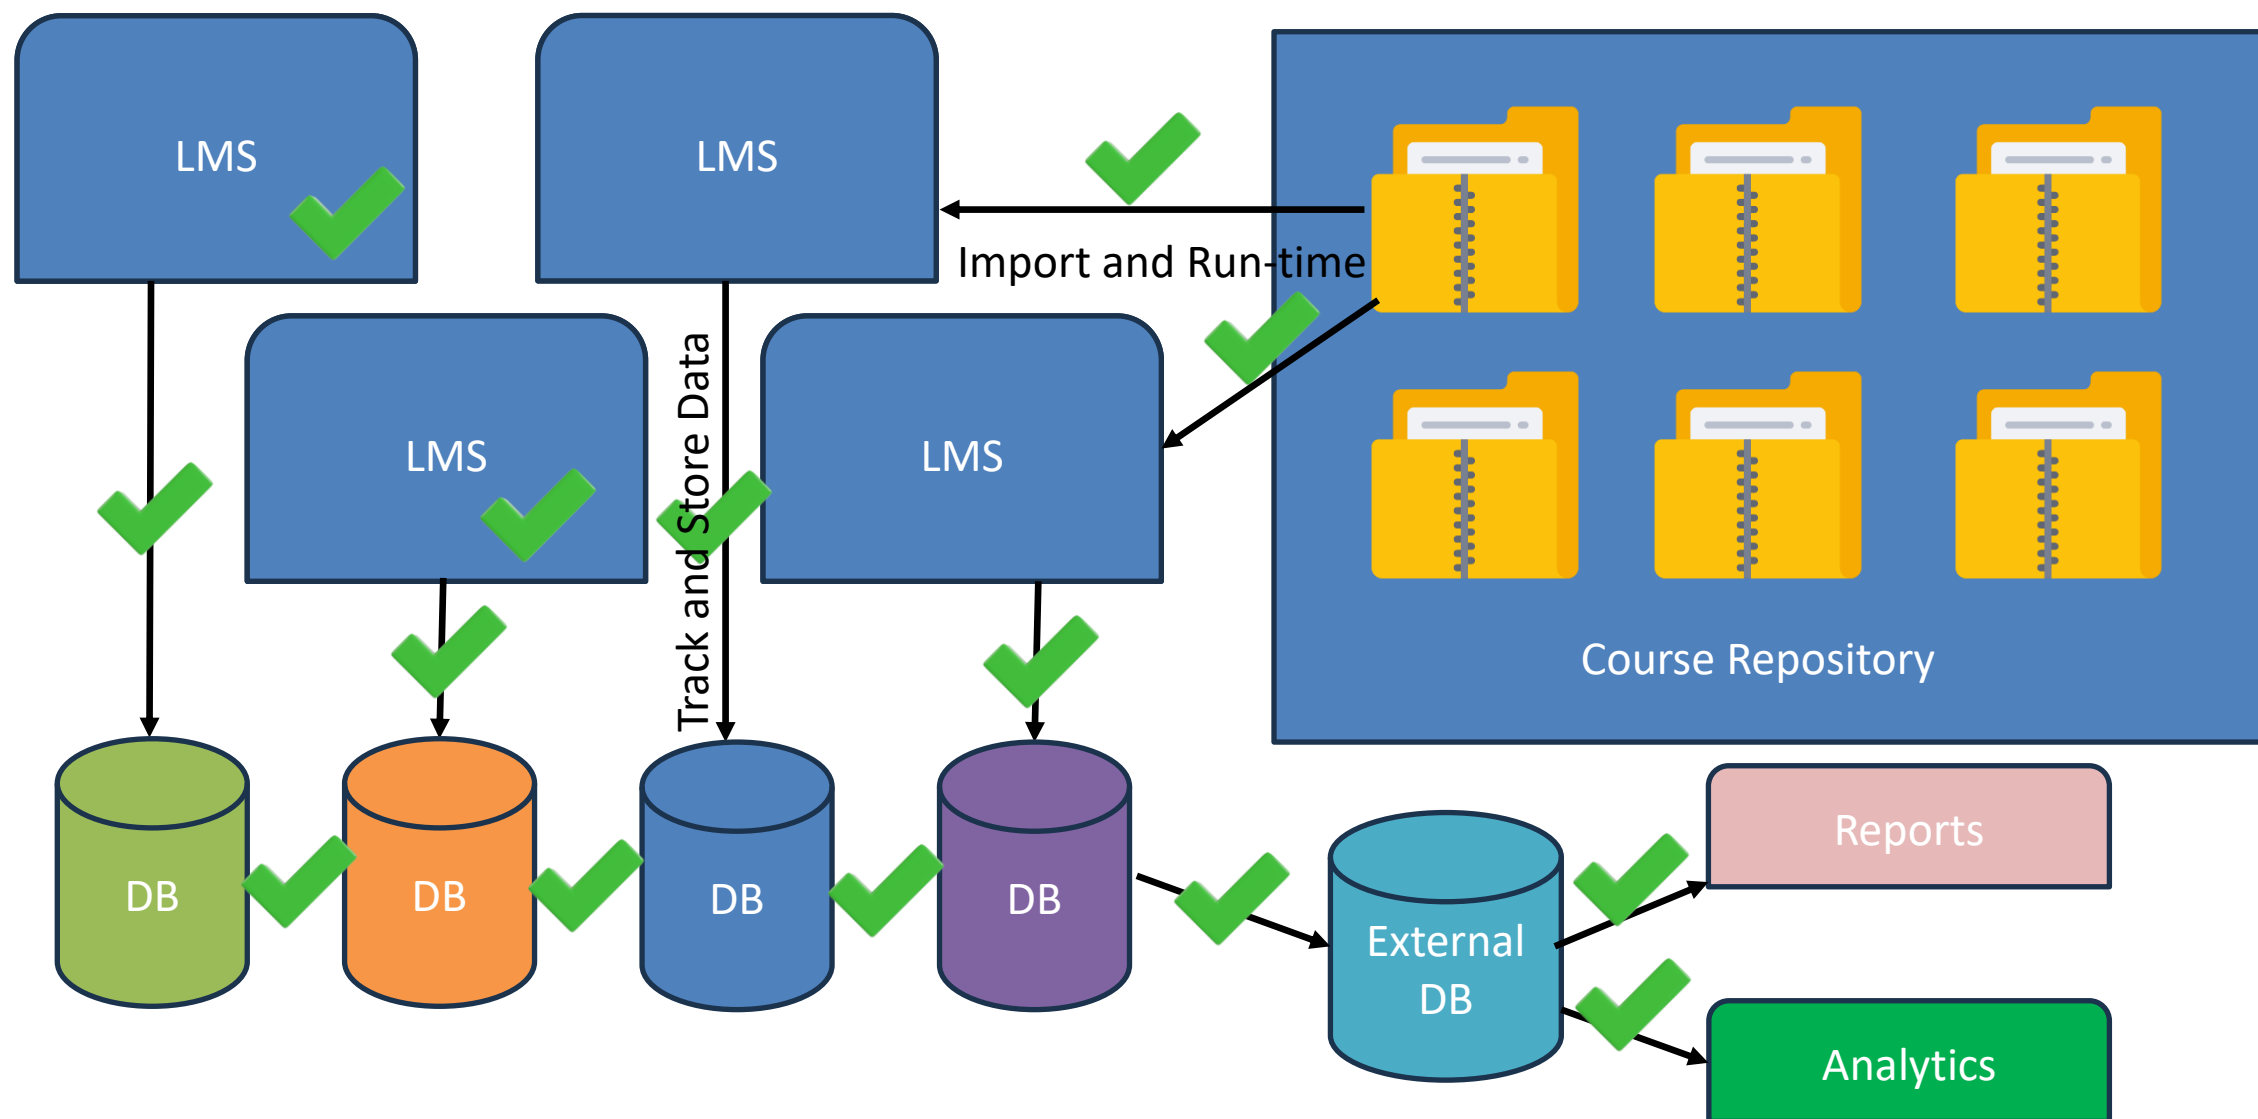 LMS
LMS
Import and Run-time
LMS
LMS
Track and Store Data
Course Repository
DB
DB
DB
DB
External
DB
Reports
Analytics